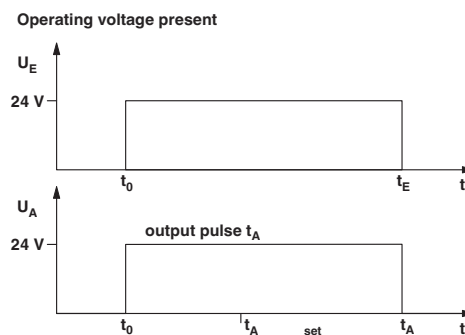 Operating voltage present
U_E
24 V
t_0 t_E t
U_A
output pulse t_A
24 V
t_0 t_A set t_A t